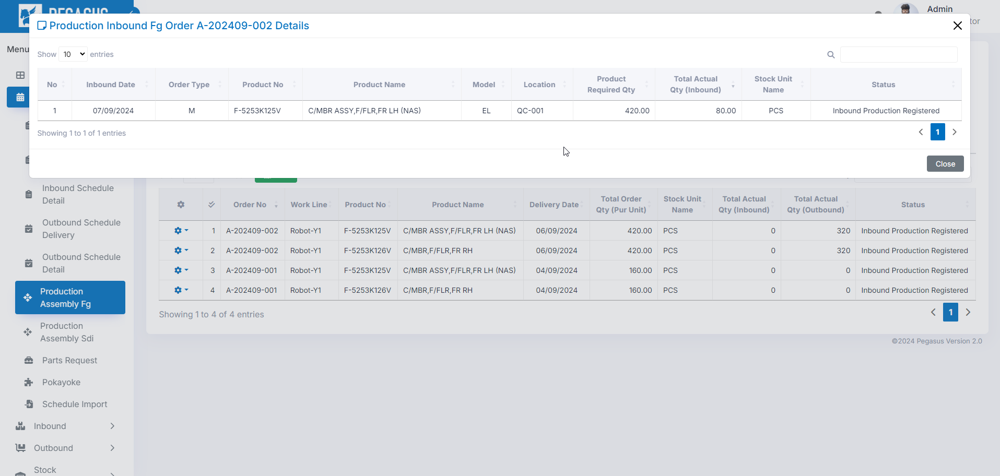 PEGASUS
Admin
tor
Production Inbound Fg Order A-202409-002 Details
Menu
Show 10 entries
No Inbound Date Order Type Product No Product Name Model Location Product Required Qty Total Actual Qty (Inbound) Stock Unit Name Status
1 07/09/2024 M F-5253K125V C/MBR ASSY,F/FLR,FR LH (NAS) EL QC-001 420.00 80.00 PCS Inbound Production Registered
Showing 1 to 1 of 1 entries
1
Close
Inbound Schedule
Detail
Outbound Schedule
Delivery
Outbound Schedule
Detail
Production
Assembly Fg
Production
Assembly Sdi
Parts Request
Pokayoke
Schedule Import
Inbound
Outbound
Stock
Order No Work Line Product No Product Name Delivery Date Total Order Qty (Pur Unit) Stock Unit Name Total Actual Qty (Inbound) Total Actual Qty (Outbound) Status
1 A-202409-002 Robot-Y1 F-5253K125V C/MBR ASSY,F/FLR,FR LH (NAS) 06/09/2024 420.00 PCS 0 320 Inbound Production Registered
2 A-202409-002 Robot-Y1 F-5253K126V C/MBR,F/FLR,FR RH 06/09/2024 420.00 PCS 0 320 Inbound Production Registered
3 A-202409-001 Robot-Y1 F-5253K125V C/MBR ASSY,F/FLR,FR LH (NAS) 04/09/2024 160.00 PCS 0 0 Inbound Production Registered
4 A-202409-001 Robot-Y1 F-5253K126V C/MBR,F/FLR,FR RH 04/09/2024 160.00 PCS 0 0 Inbound Production Registered
Showing 1 to 4 of 4 entries
1
©2024 Pegasus Version 2.0